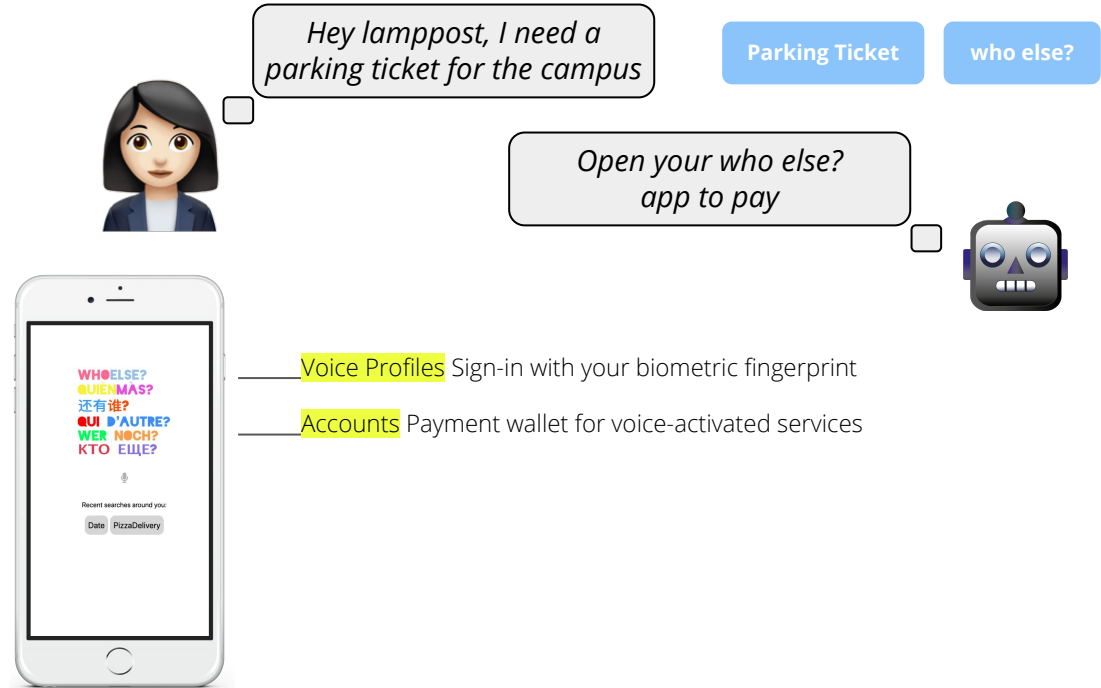 Hey lamppost, I need a
parking ticket for the campus
Parking Ticket
who else?
Open your who else?
app to pay
WHOELSE?
QUIENMAS?
还有谁?
QUI D'AUTRE?
WER NOCH?
КТО ЕЩЕ?
Recent searches around you:
Date
PizzaDelivery
Voice Profiles Sign-in with your biometric fingerprint
Accounts Payment wallet for voice-activated services